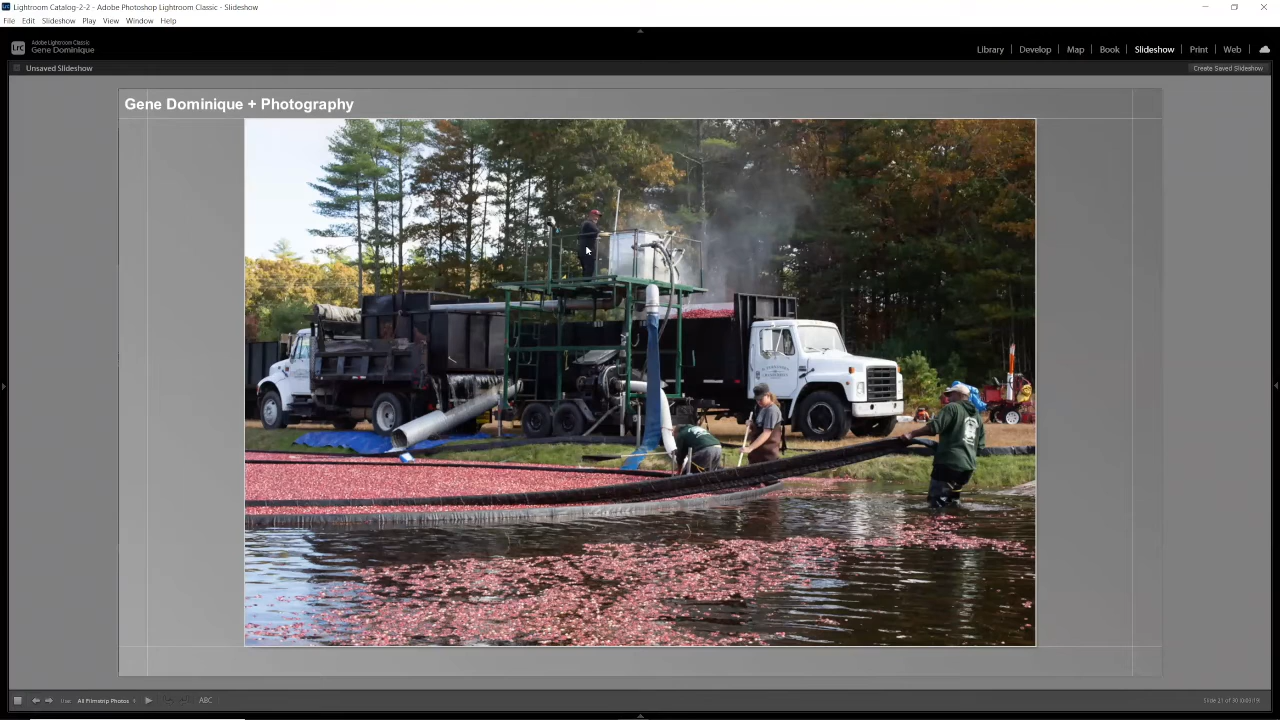 Lightroom Catalog-2-2 - Adobe Photoshop Lightroom Classic - Slideshow
File Edit Slideshow Play View Window Help
LrC
Adobe Lightroom Classic
Gene Dominique
Library Develop Map Book Slideshow Print Web
Unsaved Slideshow
Create Saved Slideshow
Gene Dominique + Photography
Use All Filmstrip Photos
ABC